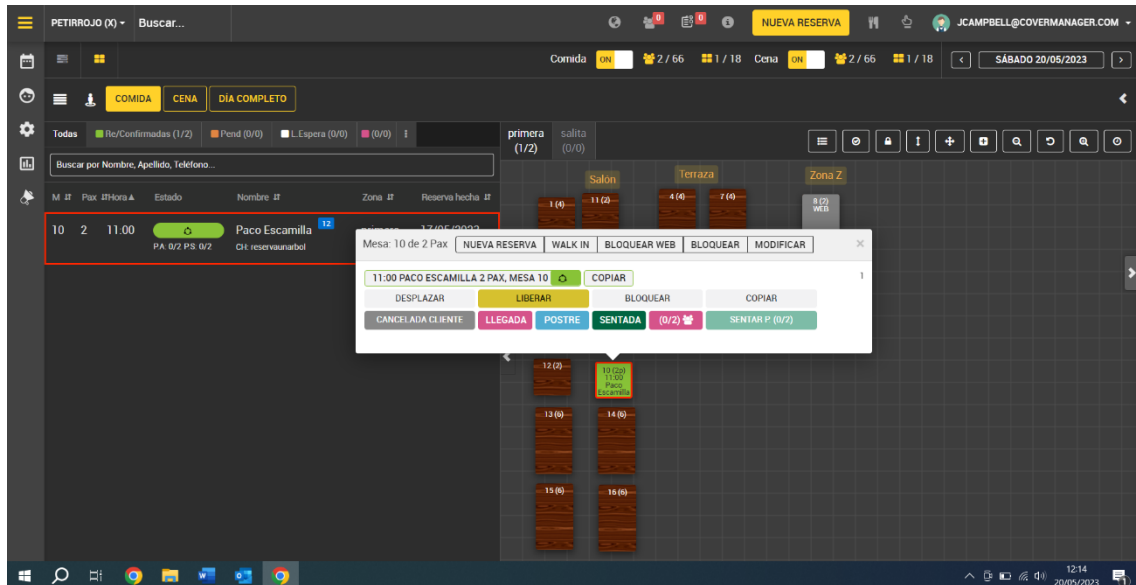 PETIRROJO (X)
Buscar...
0
0
NUEVA RESERVA
JCAMPBELL@COVERMANAGER.COM
Comida ON 2 / 66 1 / 18 Cena ON 2 / 66 1 / 18 < SÁBADO 20/05/2023 >
COMIDA CENA DÍA COMPLETO
Todas Re/Confirmadas (1/2) Pend (0/0) L.Espera (0/0) (0/0)
primera (1/2)
salita (0/0)
Buscar por Nombre, Apellido, Teléfono...
M Pax Hora Estado Nombre Zona Reserva hecha
10 2 11:00 Paco Escamilla 12 primera 17/05/2023
PA: 0/2 PS: 0/2 CH: reservaunarbol
Salón Terraza Zona Z
1 (4) 11 (2) 4 (4) 7 (4) 8 (2)
WEB
Mesa: 10 de 2 Pax NUEVA RESERVA WALK IN BLOQUEAR WEB BLOQUEAR MODIFICAR ×
11:00 PACO ESCAMILLA 2 PAX, MESA 10 COPIAR 1
DESPLAZAR LIBERAR BLOQUEAR COPIAR
CANCELADA CLIENTE LLEGADA POSTRE SENTADA (0/2) SENTAR P. (0/2)
12 (2)
10 (2p)
11:00
Paco
Escamilla
13 (6) 14 (6)
15 (6) 16 (6)
12:14
20/05/2023